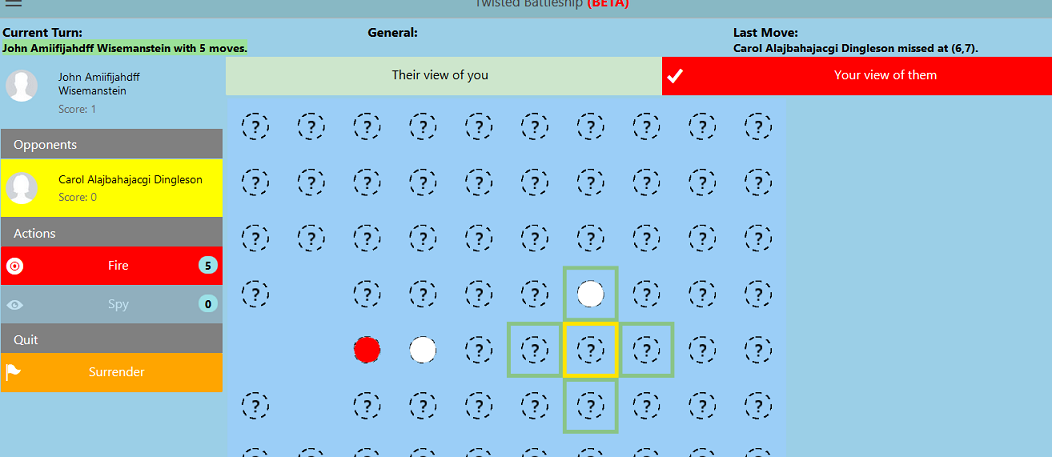 Twisted Battleship (BETA)
Current Turn:
John Amiifijahdff Wisemanstein with 5 moves.
General:
Last Move:
Carol Alajbahajacgi Dingleson missed at (6,7).
John Amiifijahdff
Wisemanstein
Score: 1
Opponents
Carol Alajbahajacgi Dingleson
Score: 0
Actions
Fire 5
Spy 0
Quit
Surrender
Their view of you
Your view of them
? ? ? ? ? ? ? ? ? ?
? ? ? ? ? ? ? ? ? ?
? ? ? ? ? ? ? ? ? ?
? ? ? ? ? ? ? ?
? ? ? ? ? ?
? ? ? ? ? ? ? ? ?